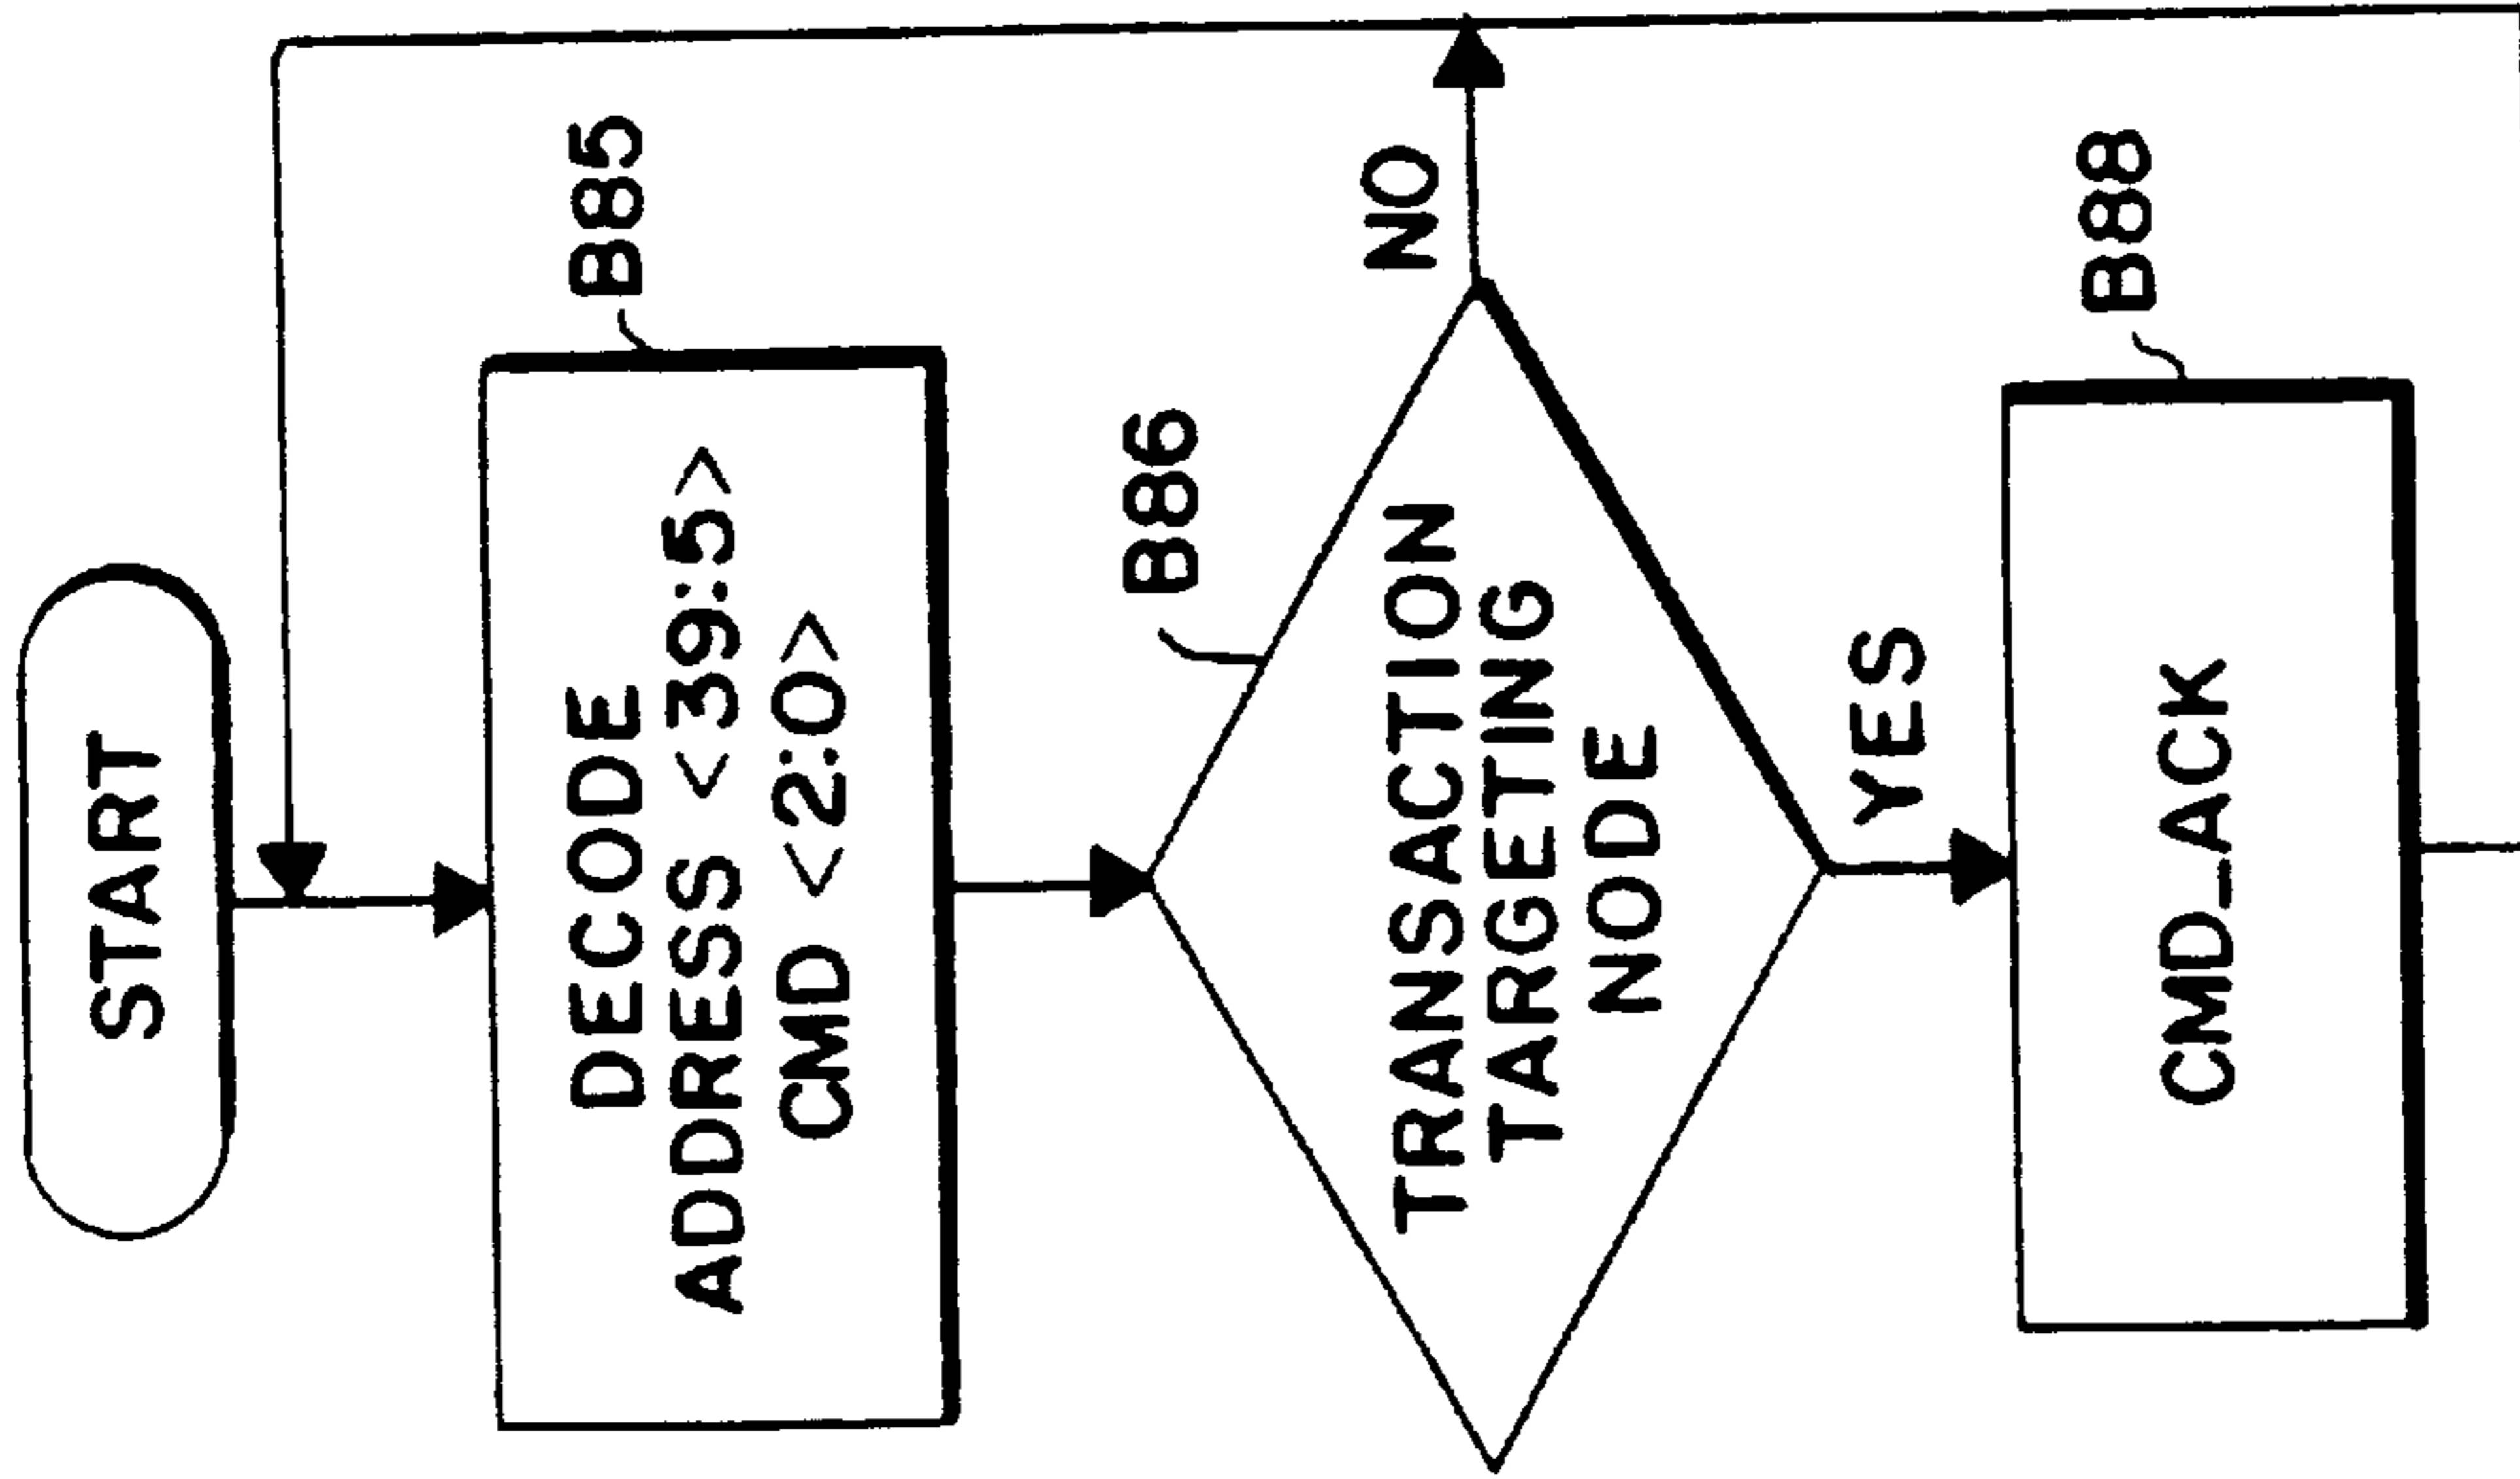 START
B85
DECODE
ADDRESS <39:5>
CMD <2:0>
B86
TRANSACTION
TARGETING
NODE
NO
YES
B88
CMD_ACK